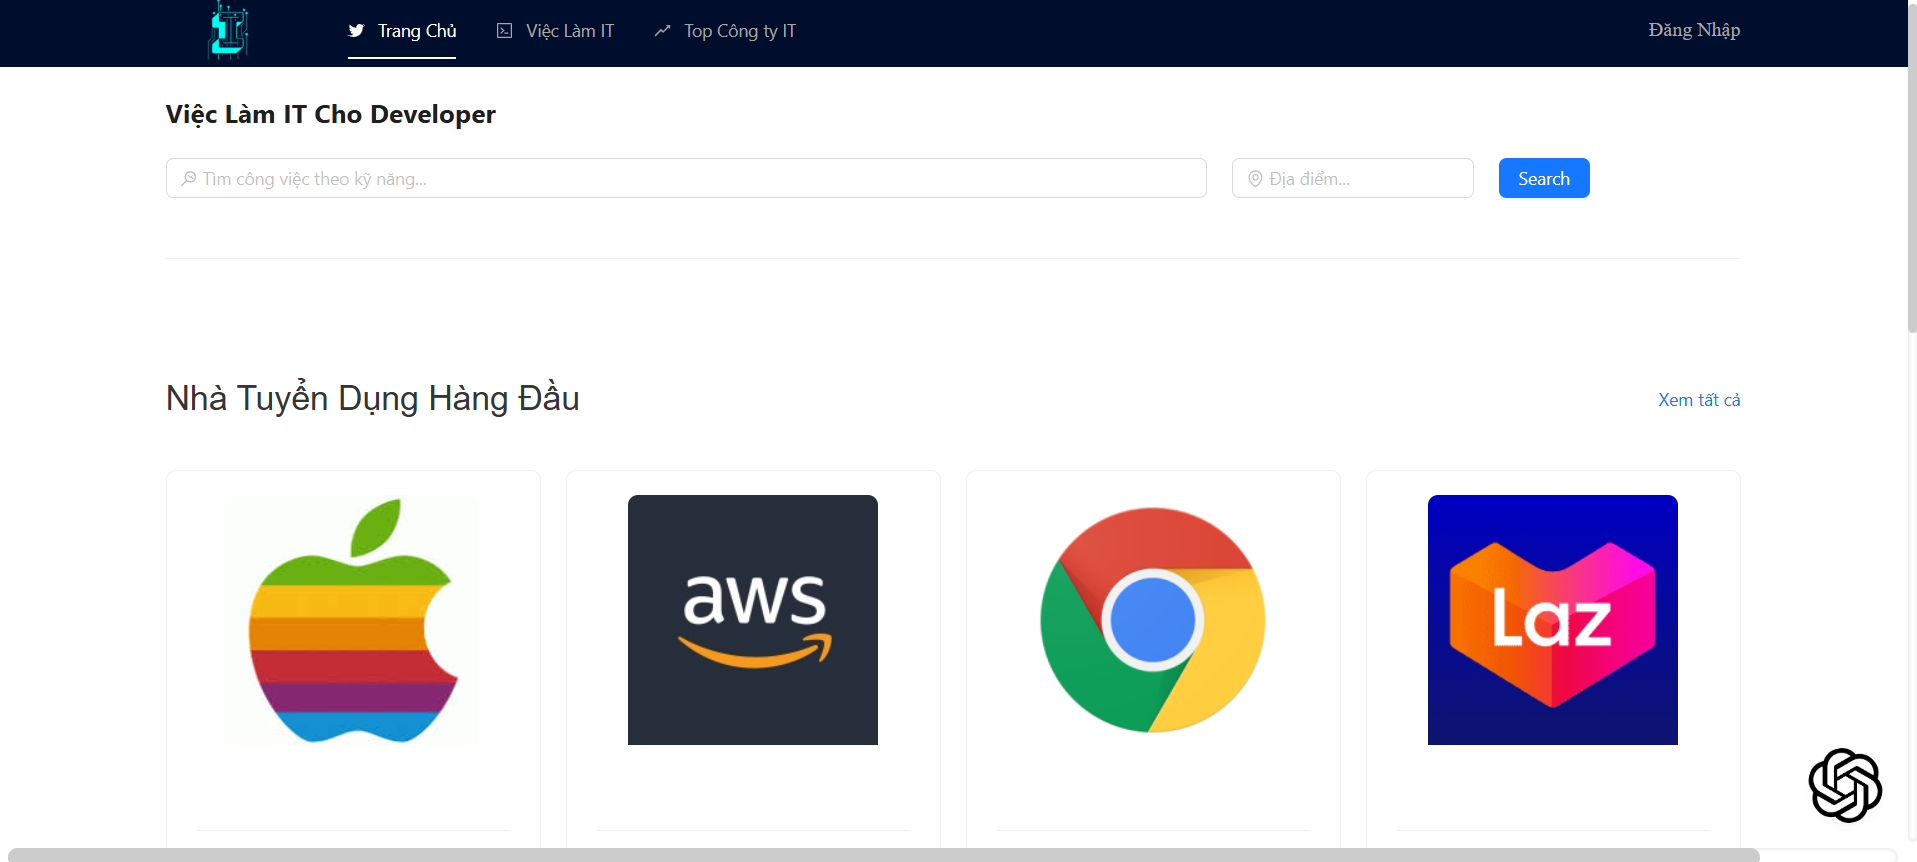 Trang Chủ
Việc Làm IT
Top Công ty IT
Đăng Nhập
Việc Làm IT Cho Developer
Tìm công việc theo kỹ năng...
Địa điểm...
Search
Nhà Tuyển Dụng Hàng Đầu
Xem tất cả
aws
Laz